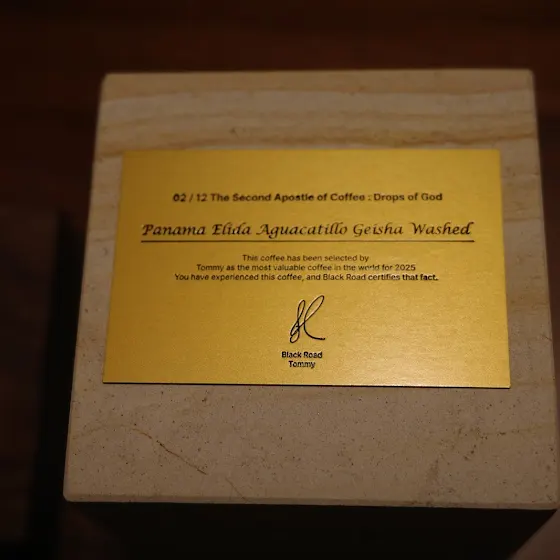 02 / 12 The Second Apostle of Coffee : Drops of God
Panama Elida Aguacatillo Geisha Washed
This coffee has been selected by
Tommy as the most valuable coffee in the world for 2025
You have experienced this coffee, and Black Road certifies that fact.
Black Road
Tommy